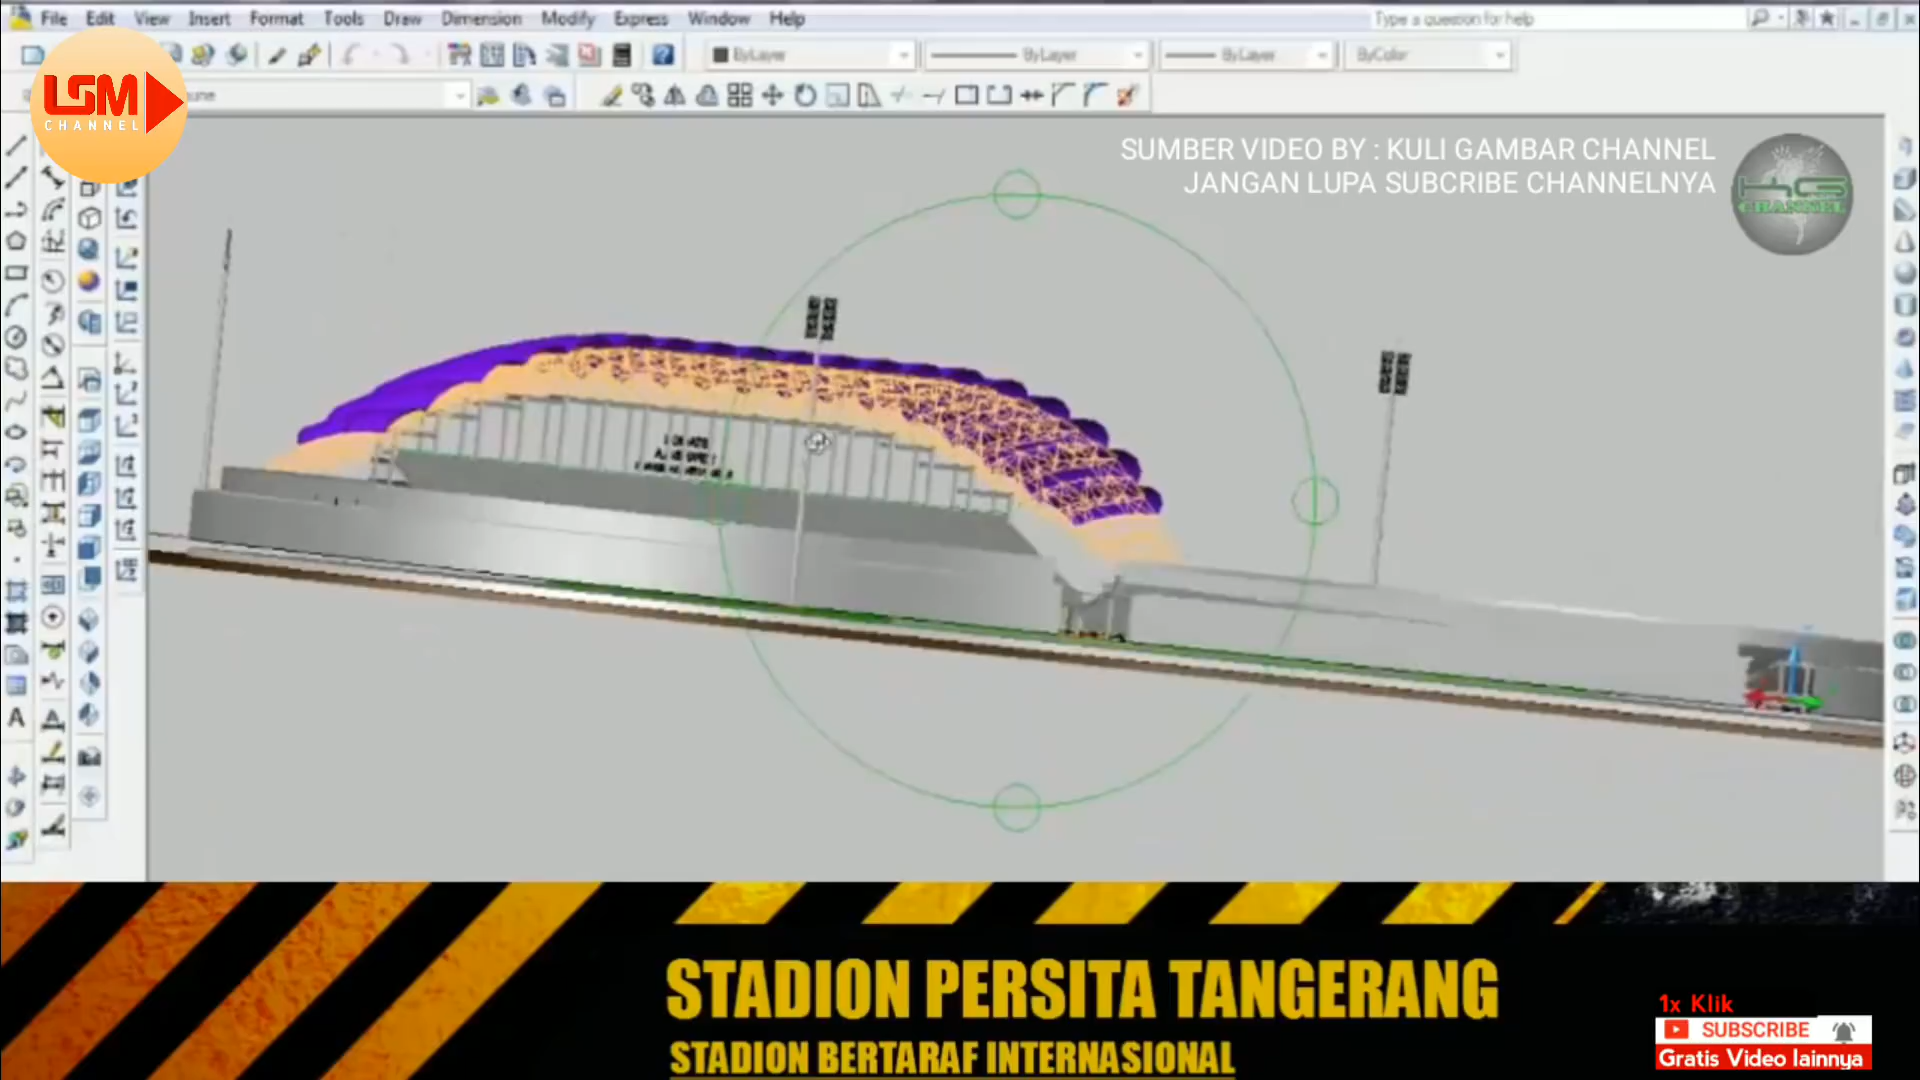 File Edit View Insert Format Tools Draw Dimension Modify Express Window Help
Type a question for help
ByLayer ByLayer ByLayer ByColor
LSM
CHANNEL
SUMBER VIDEO BY : KULI GAMBAR CHANNEL
JANGAN LUPA SUBCRIBE CHANNELNYA
KG
CHANNEL
STADION PERSITA TANGERANG
STADION BERTARAF INTERNASIONAL
1x Klik
SUBSCRIBE
Gratis Video lainnya